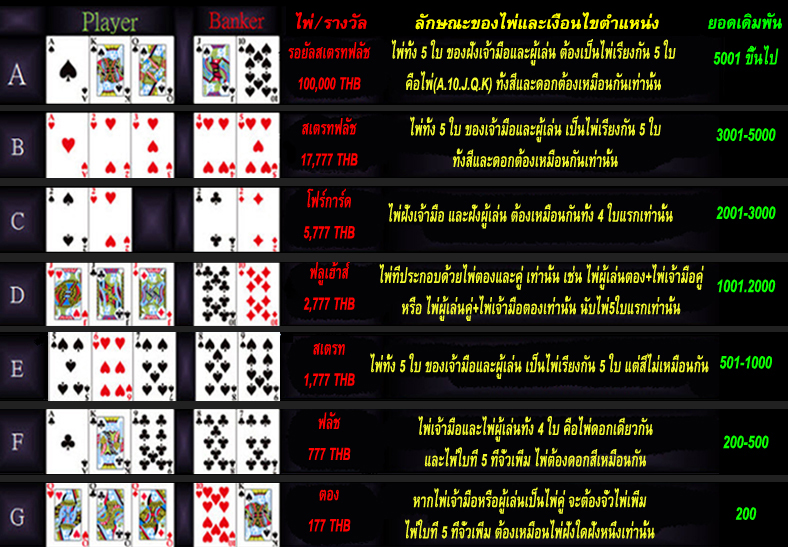 Player Banker ไพ่/รางวัล ลักษณะของไพ่และเงื่อนไขตำแหน่ง ยอดเดิมพัน
A
รอยัลสเตรทฟลัช
100,000 THB
ไพ่ทั้ง 5 ใบ ของฝั่งเจ้ามือและผู้เล่น ต้องเป็นไพ่เรียงกัน 5 ใบ
คือไพ่(A.10.J.Q.K) ทั้งสีและดอกต้องเหมือนกันเท่านั้น
5001 ขึ้นไป
B
สเตรทฟลัช
17,777 THB
ไพ่ทั้ง 5 ใบ ของเจ้ามือและผู้เล่น เป็นไพ่เรียงกัน 5 ใบ
ทั้งสีและดอกต้องเหมือนกันเท่านั้น
3001-5000
C
โฟร์การ์ด
5,777 THB
ไพ่ฝั่งเจ้ามือ และฝั่งผู้เล่น ต้องเหมือนกันทั้ง 4 ใบแรกเท่านั้น
2001-3000
D
ฟลูเฮ้าส์
2,777 THB
ไพ่ที่ประกอบด้วยไพ่ตองและคู่ เท่านั้น เช่น ไพ่ผู้เล่นตอง+ไพ่เจ้ามือคู่
หรือ ไพ่ผู้เล่นคู่+ไพ่เจ้ามือตองเท่านั้น นับไพ่5ใบแรกเท่านั้น
1001.2000
E
สเตรท
1,777 THB
ไพ่ทั้ง 5 ใบ ของเจ้ามือและผู้เล่น เป็นไพ่เรียงกัน 5 ใบ แต่สีไม่เหมือนกัน
501-1000
F
ฟลัช
777 THB
ไพ่เจ้ามือและไพ่ผู้เล่นทั้ง 4 ใบ คือไพ่ดอกเดียวกัน
และไพ่ใบที่ 5 ที่จั่วเพิ่ม ไพ่ต้องดอกสีเหมือนกัน
200-500
G
ตอง
177 THB
หากไพ่เจ้ามือหรือผู้เล่นเป็นไพ่คู่ จะต้องจั่วไพ่เพิ่ม
ไพ่ใบที่ 5 ที่จั่วเพิ่ม ต้องเหมือนไพ่ฝั่งใดฝั่งหนึ่งเท่านั้น
200